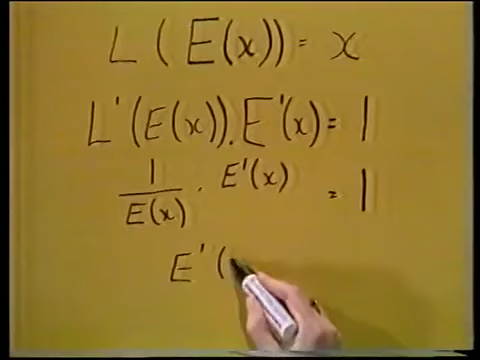 L (E(x)) = x
L'(E(x)).E'(x) = 1
1/E(x) . E'(x) = 1
E'(